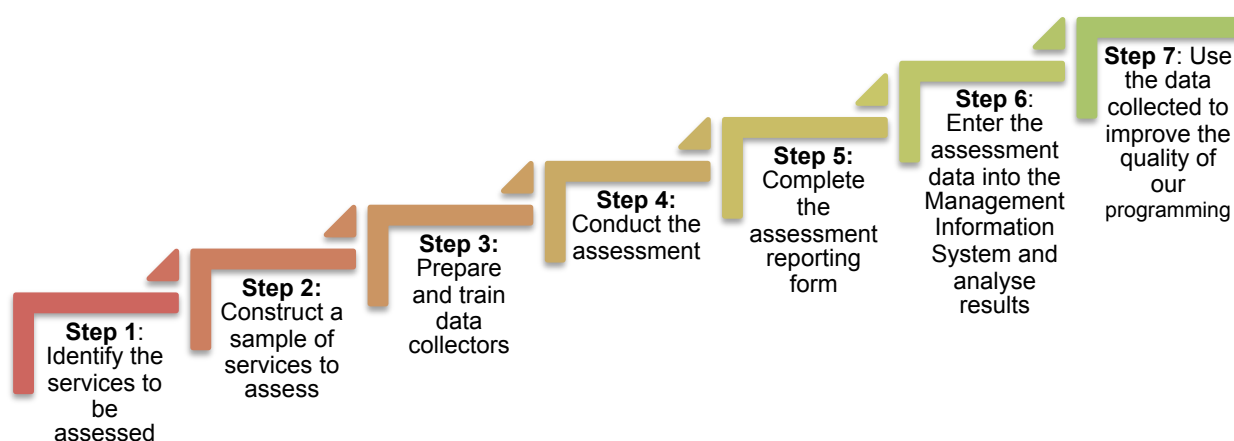 Step 1:
Identify the
services to
be
assessed
Step 2:
Construct a
sample of
services to
assess
Step 3:
Prepare
and train
data
collectors
Step 4:
Conduct the
assessment
Step 5:
Complete
the
assessment
reporting
form
Step 6:
Enter the
assessment
data into the
Management
Information
System and
analyse
results
Step 7: Use
the data
collected to
improve the
quality of
our
programming